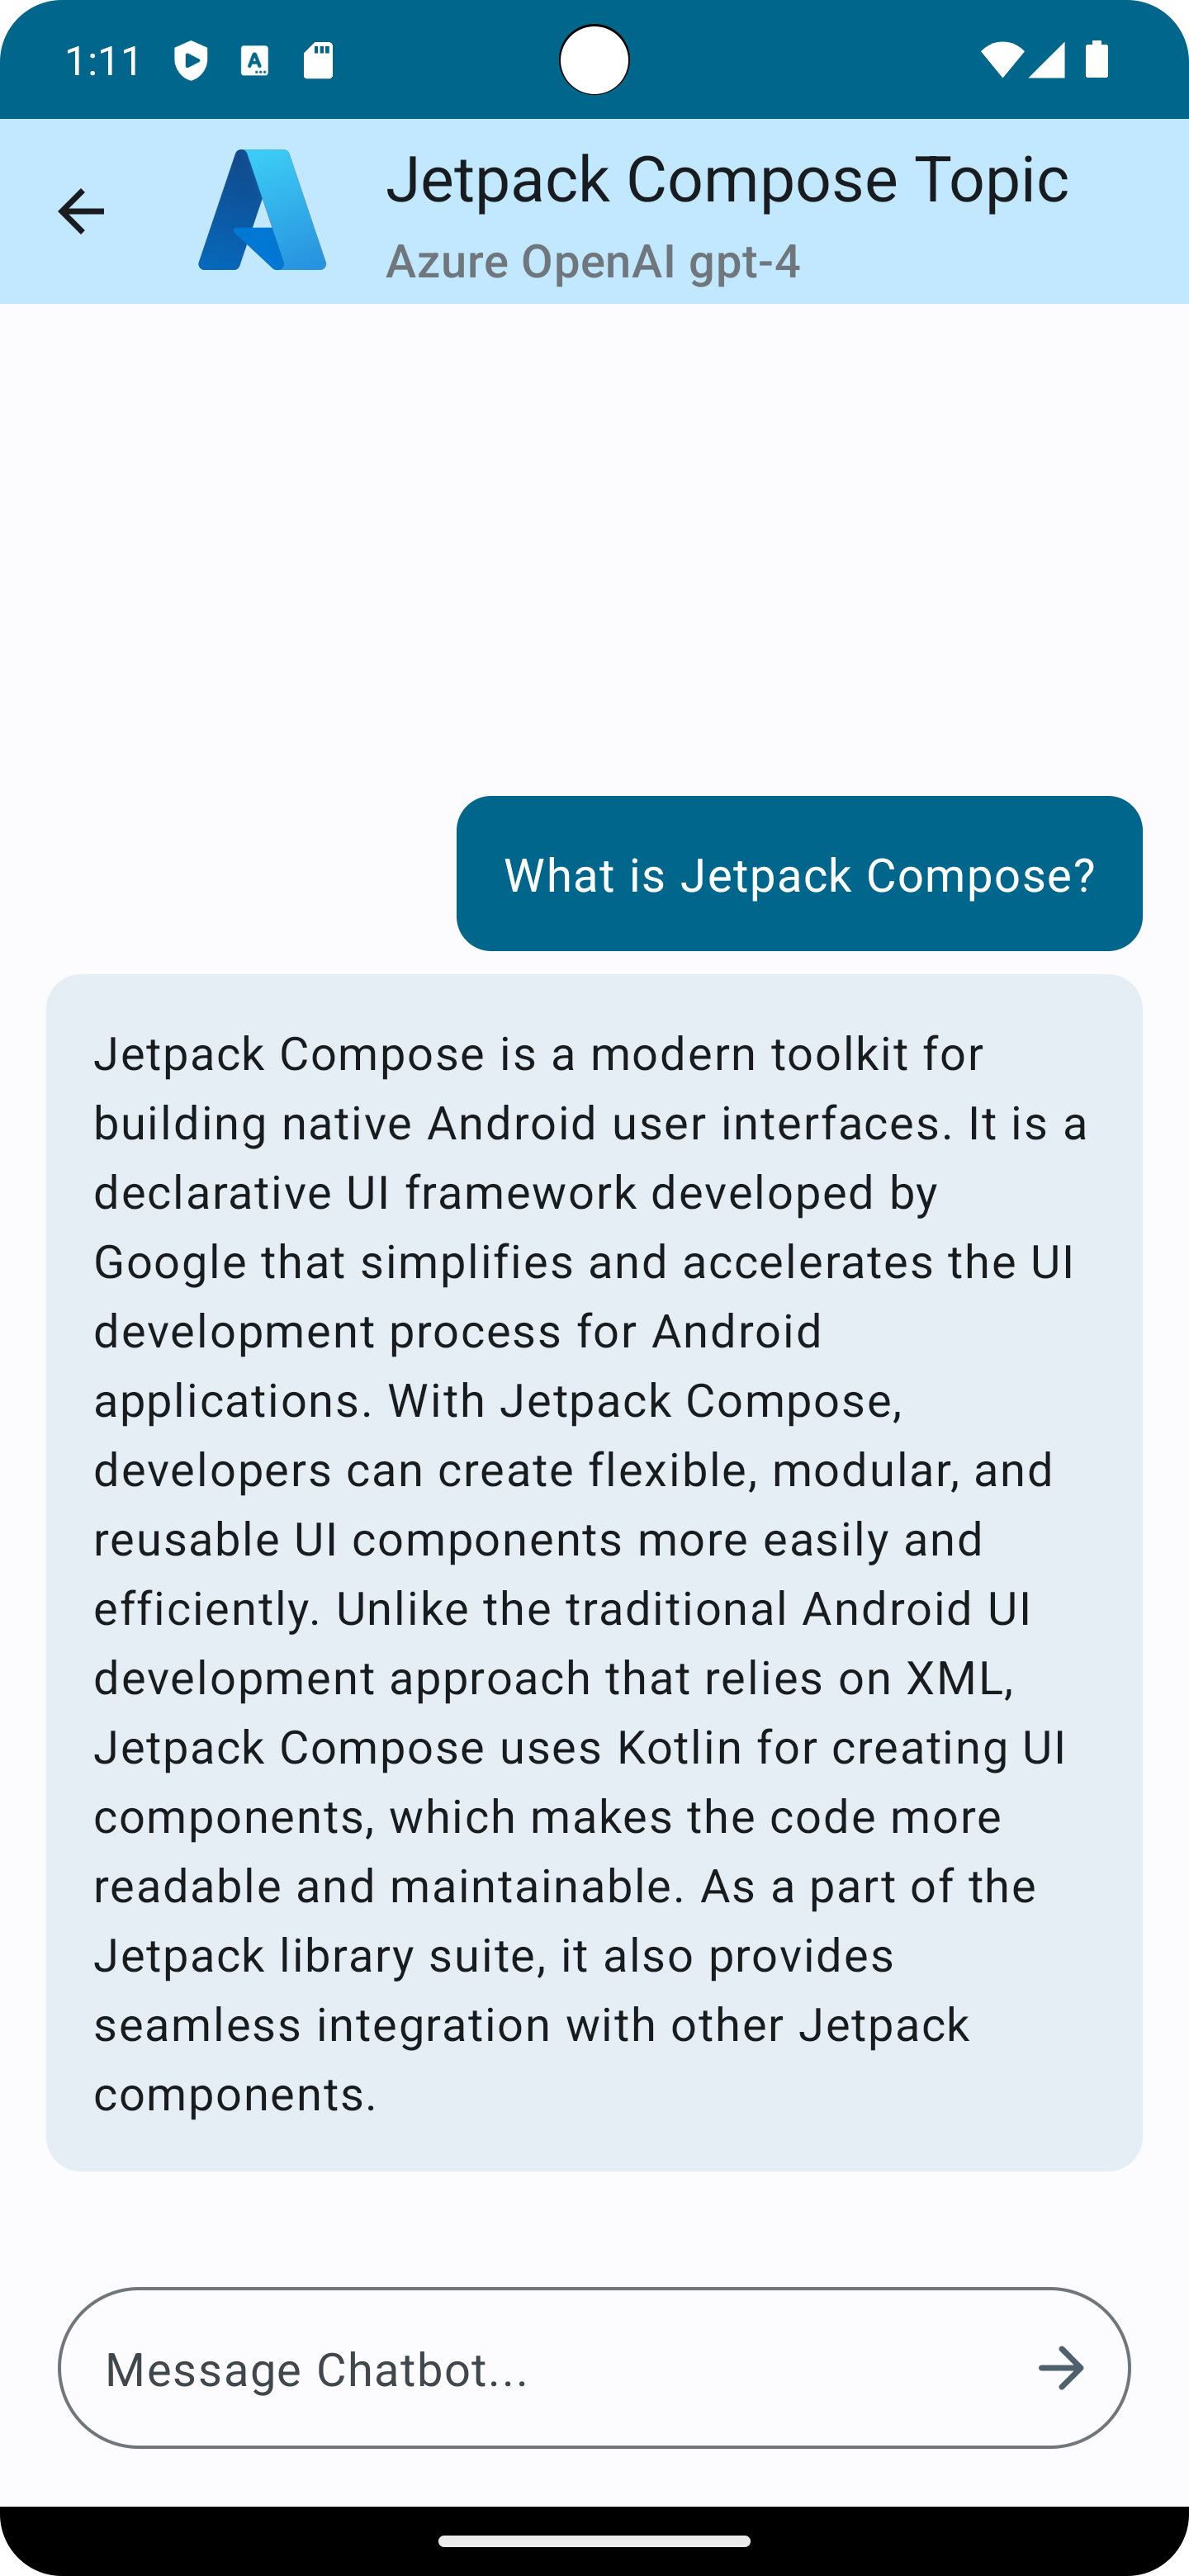 1:11
Jetpack Compose Topic
Azure OpenAI gpt-4
What is Jetpack Compose?
Jetpack Compose is a modern toolkit for
building native Android user interfaces. It is a
declarative UI framework developed by
Google that simplifies and accelerates the UI
development process for Android
applications. With Jetpack Compose,
developers can create flexible, modular, and
reusable UI components more easily and
efficiently. Unlike the traditional Android UI
development approach that relies on XML,
Jetpack Compose uses Kotlin for creating UI
components, which makes the code more
readable and maintainable. As a part of the
Jetpack library suite, it also provides
seamless integration with other Jetpack
components.
Message Chatbot...